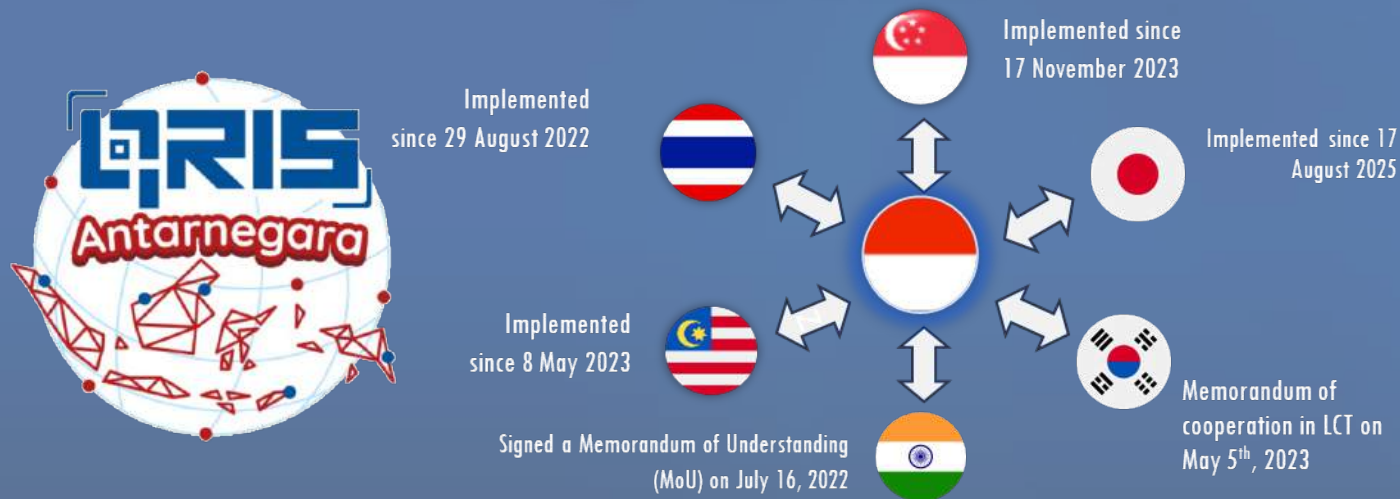 QRIS
Antarnegara
Implemented
since 29 August 2022
Implemented since
17 November 2023
Implemented since 17
August 2025
Implemented
since 8 May 2023
Signed a Memorandum of Understanding
(MoU) on July 16, 2022
Memorandum of
cooperation in LCT on
May 5th, 2023